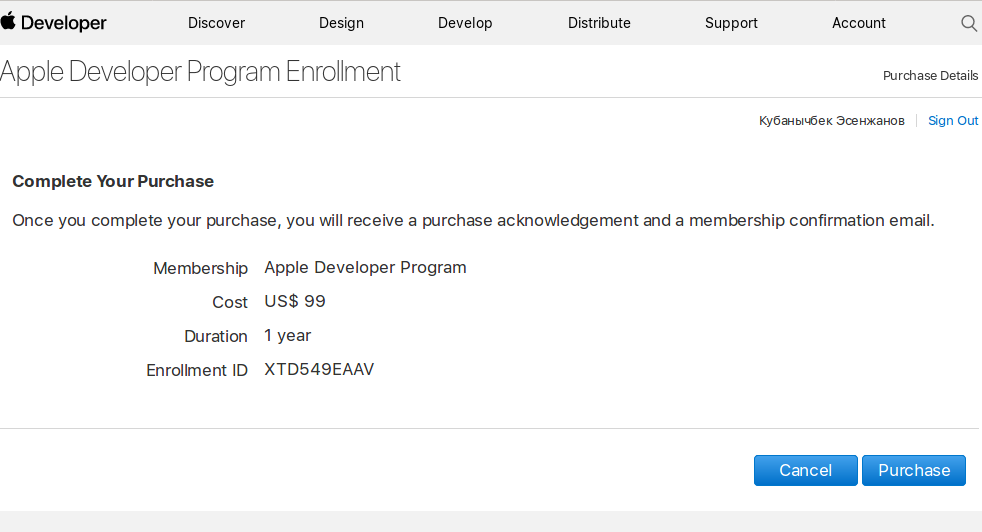 Developer Discover Design Develop Distribute Support Account
Apple Developer Program Enrollment
Purchase Details
Кубанычбек Эсенжанов Sign Out
Complete Your Purchase
Once you complete your purchase, you will receive a purchase acknowledgement and a membership confirmation email.
Membership Apple Developer Program
Cost US$ 99
Duration 1 year
Enrollment ID XTD549EAAV
Cancel Purchase